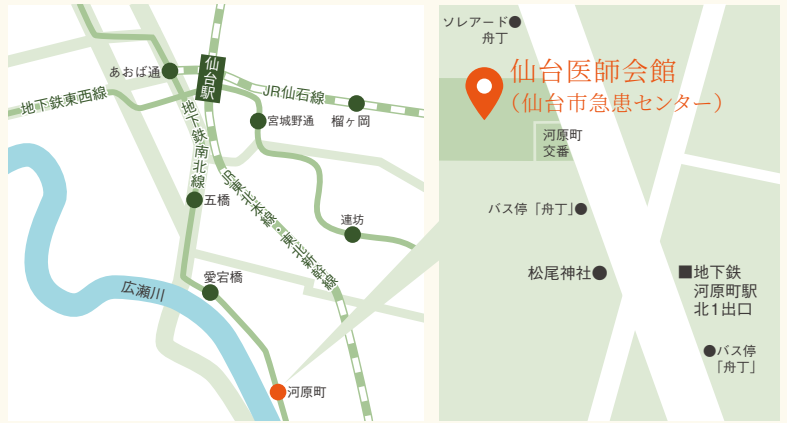 仙台駅
あおば通
地下鉄東西線
JR仙石線
榴ヶ岡
宮城野通
地下鉄南北線
五橋
JR東北本線・東北新幹線
連坊
愛宕橋
広瀬川
河原町
ソレアード
舟丁
仙台医師会館
（仙台市急患センター）
河原町
交番
バス停「舟丁」
松尾神社
地下鉄
河原町駅
北1出口
バス停
「舟丁」